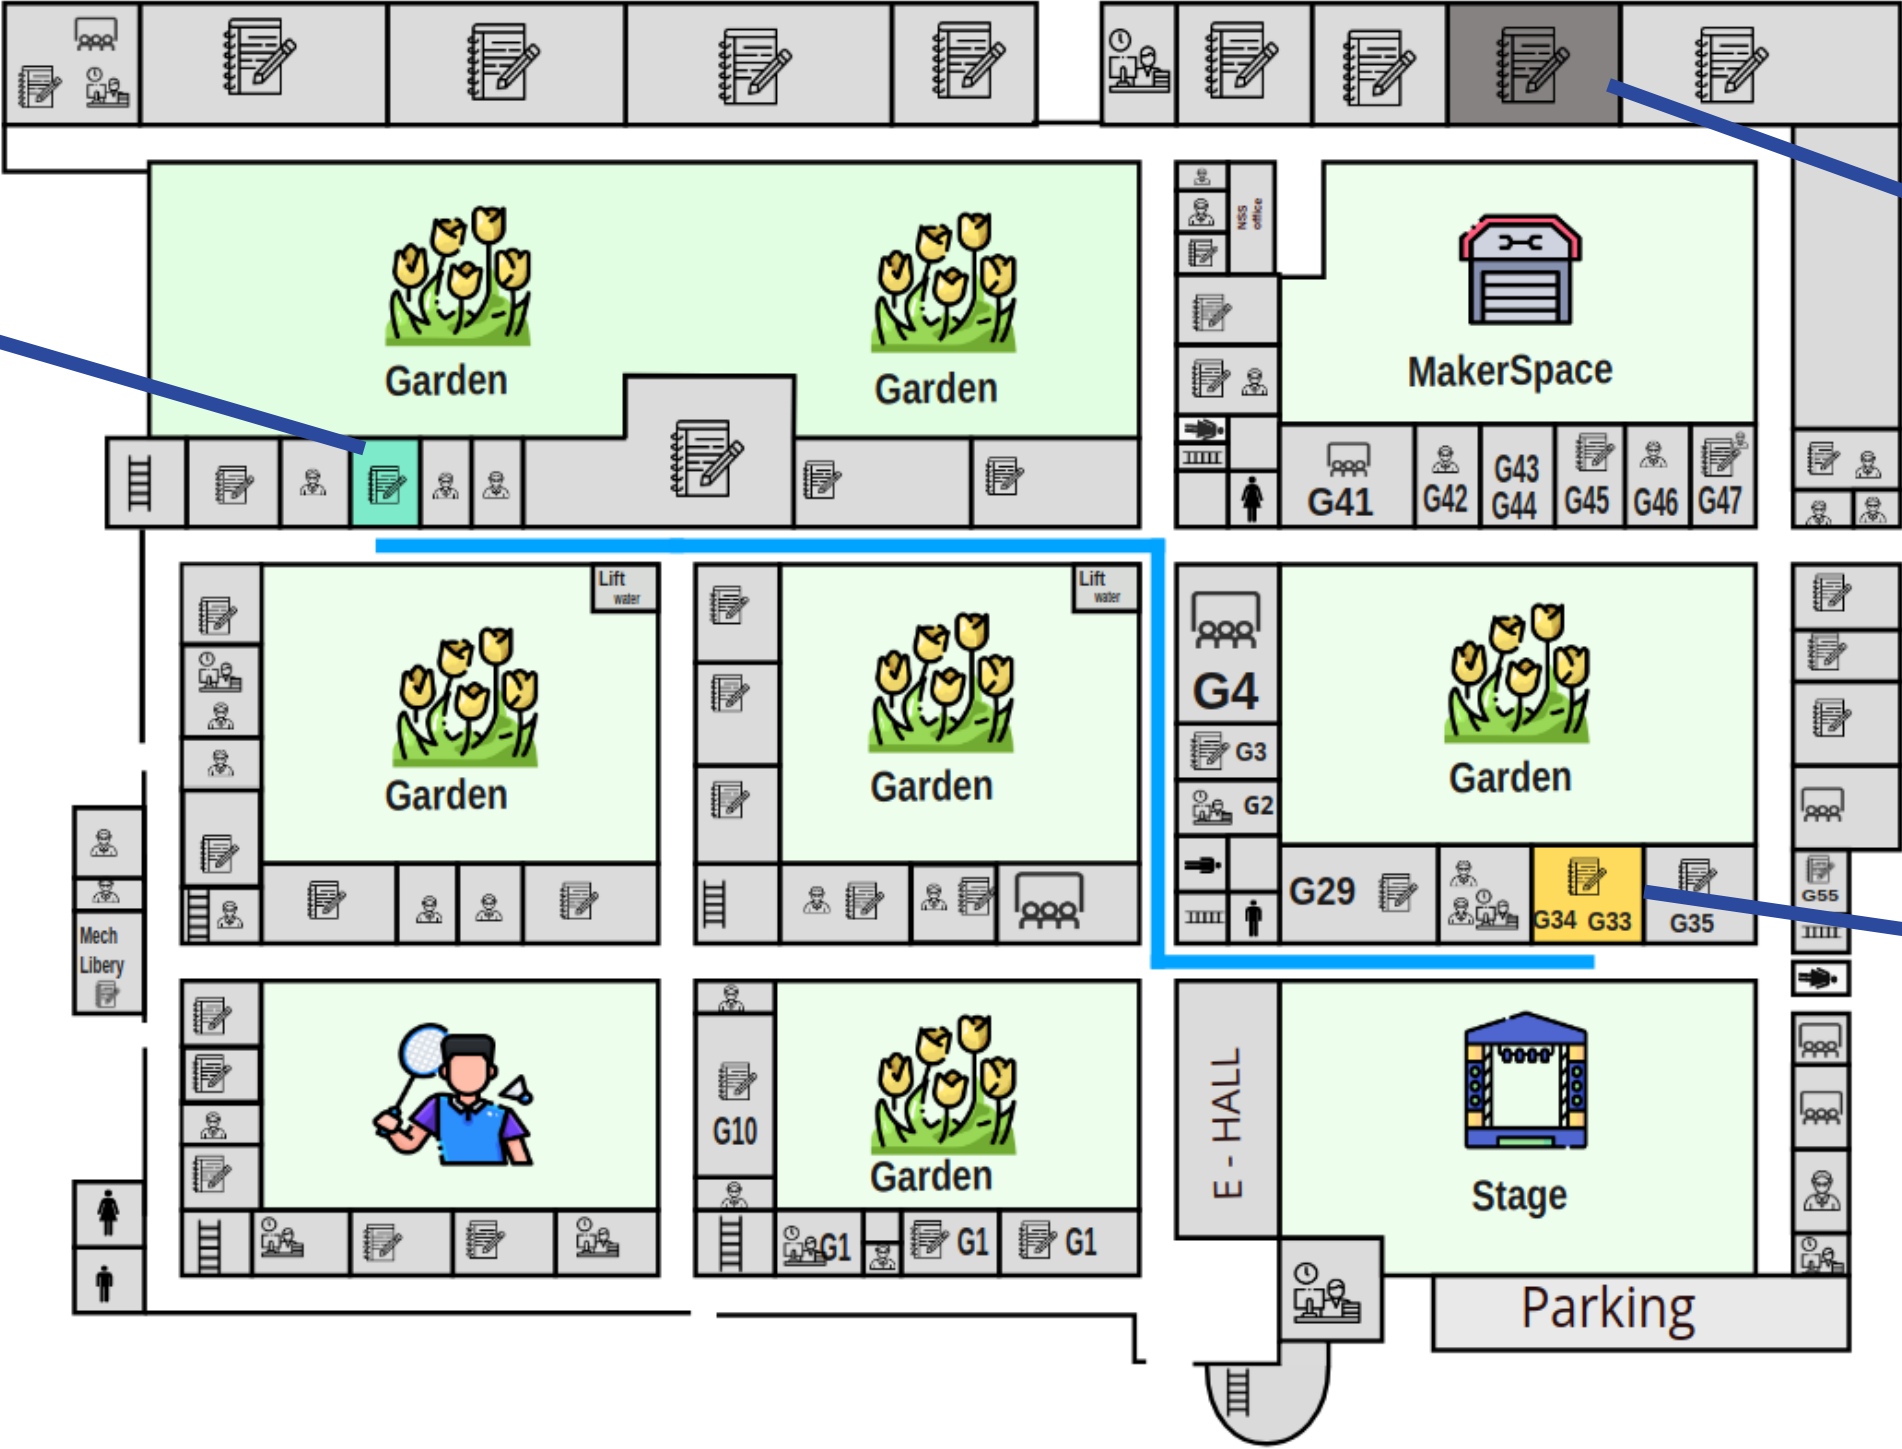 NSS
office
Garden
Garden
MakerSpace
G41
G42
G43
G44
G45
G46
G47
Lift
water
Lift
water
G4
G3
G2
Garden
Garden
Garden
G29
G34 G33
G35
G55
Mech
Libery
G10
Garden
E - HALL
Stage
G1
G1
G1
Parking